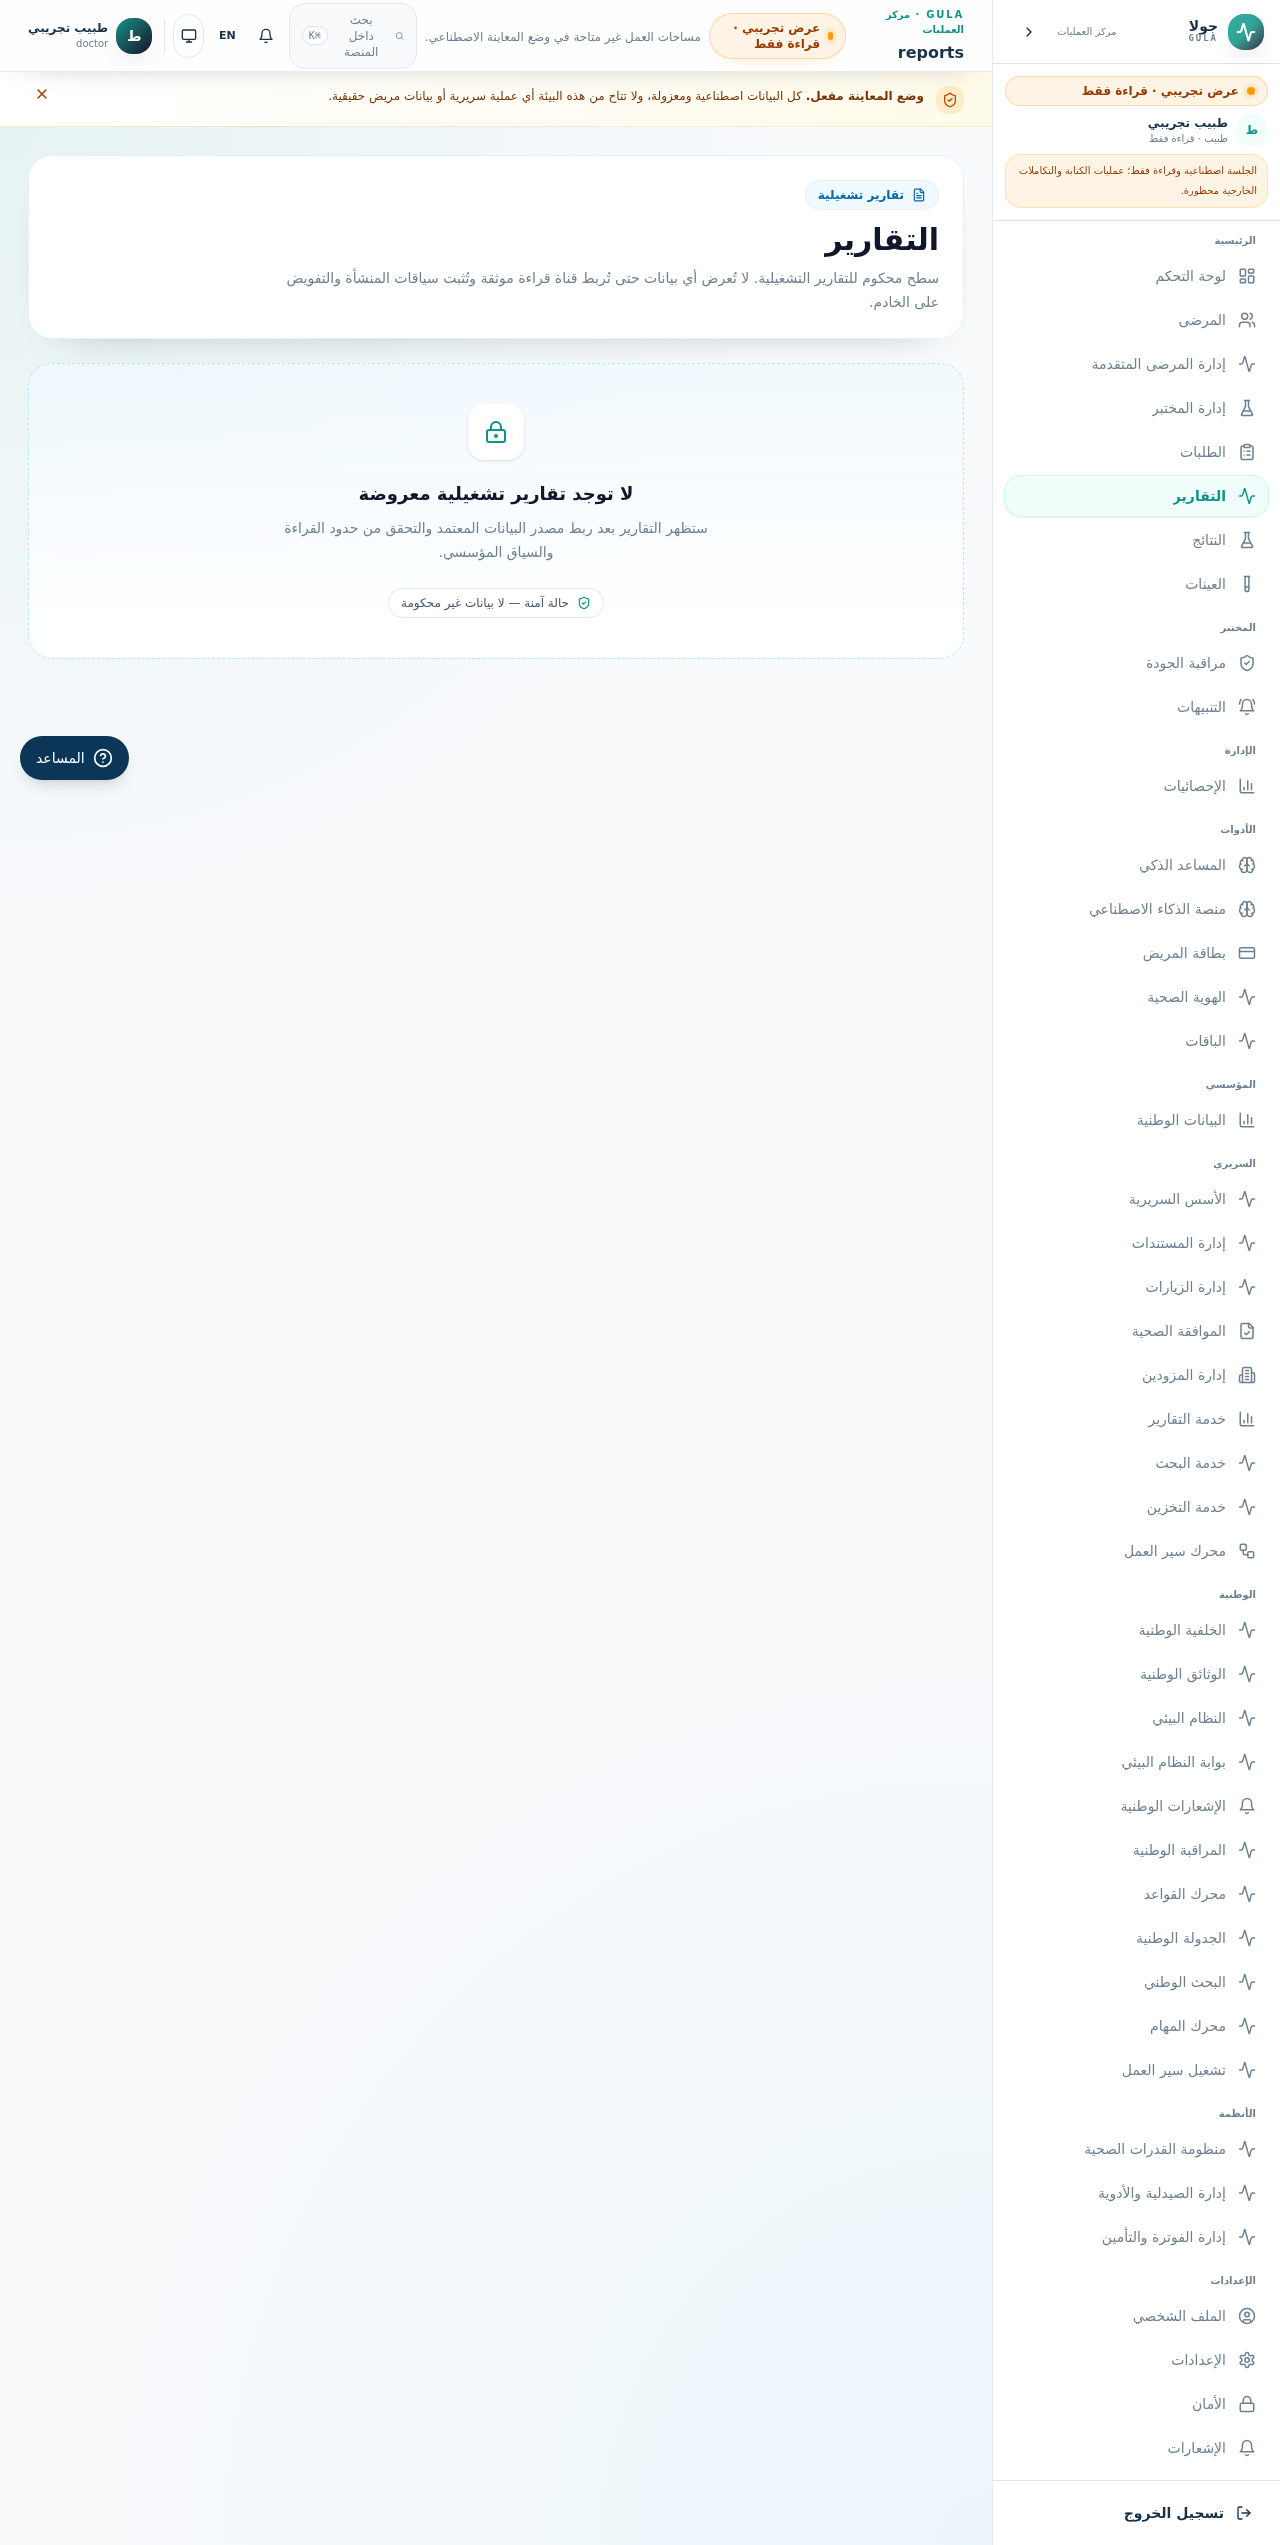 جولا
GULA
مركز العمليات
عرض تجريبي · قراءة فقط
ط
طبيب تجريبي
طبيب · قراءة فقط
الجلسة اصطناعية وقراءة فقط؛ عمليات الكتابة والتكاملات
الخارجية محظورة.
الرئيسية
لوحة التحكم
المرضى
إدارة المرضى المتقدمة
إدارة المختبر
الطلبات
التقارير
النتائج
العينات
المختبر
مراقبة الجودة
التنبيهات
الإدارة
الإحصائيات
الأدوات
المساعد الذكي
منصة الذكاء الاصطناعي
بطاقة المريض
الهوية الصحية
الباقات
المؤسسي
البيانات الوطنية
السريري
الأسس السريرية
إدارة المستندات
إدارة الزيارات
الموافقة الصحية
إدارة المزودين
خدمة التقارير
خدمة البحث
خدمة التخزين
محرك سير العمل
الوطنية
الخلفية الوطنية
الوثائق الوطنية
النظام البيئي
بوابة النظام البيئي
الإشعارات الوطنية
المراقبة الوطنية
محرك القواعد
الجدولة الوطنية
البحث الوطني
محرك المهام
تشغيل سير العمل
الأنظمة
منظومة القدرات الصحية
إدارة الصيدلية والأدوية
إدارة الفوترة والتأمين
الإعدادات
الملف الشخصي
الإعدادات
الأمان
الإشعارات
تسجيل الخروج
GULA · مركز
العمليات
reports
عرض تجريبي ·
قراءة فقط
مساحات العمل غير متاحة في وضع المعاينة الاصطناعي.
بحث
داخل
المنصة
⌘K
EN
ط
طبيب تجريبي
doctor
وضع المعاينة مفعل. كل البيانات اصطناعية ومعزولة، ولا تتاح من هذه البيئة أي عملية سريرية أو بيانات مريض حقيقية.
تقارير تشغيلية
التقارير
سطح محكوم للتقارير التشغيلية. لا تُعرض أي بيانات حتى تُربط قناة قراءة موثقة وتُثبت سياقات المنشأة والتفويض
على الخادم.
لا توجد تقارير تشغيلية معروضة
ستظهر التقارير بعد ربط مصدر البيانات المعتمد والتحقق من حدود القراءة
والسياق المؤسسي.
حالة آمنة — لا بيانات غير محكومة
المساعد